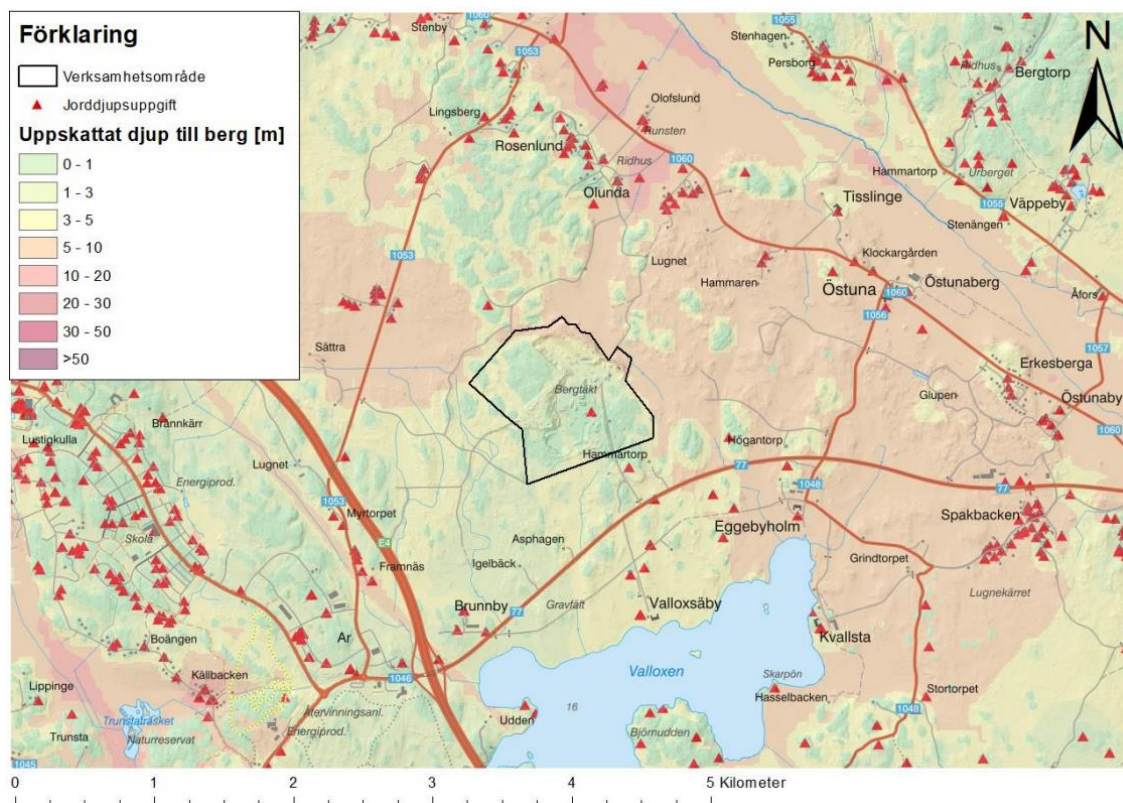 Förklaring
Verksamhetsområde
Jorddjupsuppgift
Uppskattat djup till berg [m]
0 - 1
1 - 3
3 - 5
5 - 10
10 - 20
20 - 30
30 - 50
>50
N
Stenby
1060
1053
1055
Stenhagen
Persborg
Ridhus
Bergtorp
Lingsberg
Olofslund
Runsten
Rosenlund
Ridhus
1060
Olunda
Hammartorp
Urberget
Tisslinge
1055
Väppeby
Stenängen
1053
Lugnet
Klockargården
Hammaren
Östuna
1060
Östunaberg
Åfors
1056
Sättra
1057
Erkesberga
Bergtäkt
Glupen
Östunaby
Brännkärr
1060
Lustigkulla
Högantorp
Hammartorp
Lugnet
77
77
Energiprod.
1053
1048
Myrtorpet
Spakbacken
Eggebyholm
Skola
Asphagen
E4
Grindtorpet
Framnäs
Igelbäck
Lugnekärret
Brunnby
Gravfält
Valloxsäby
77
Boängen
Ar
Kvallsta
Källbacken
Valloxen
1046
Skarpön
Lippinge
Hasselbacken
Stortorpet
Återvinningsanl.
16
Udden
1048
Trunstaträsket
Energiprod.
Björnudden
Trunsta
Naturreservat
1045
0
1
2
3
4
5 Kilometer